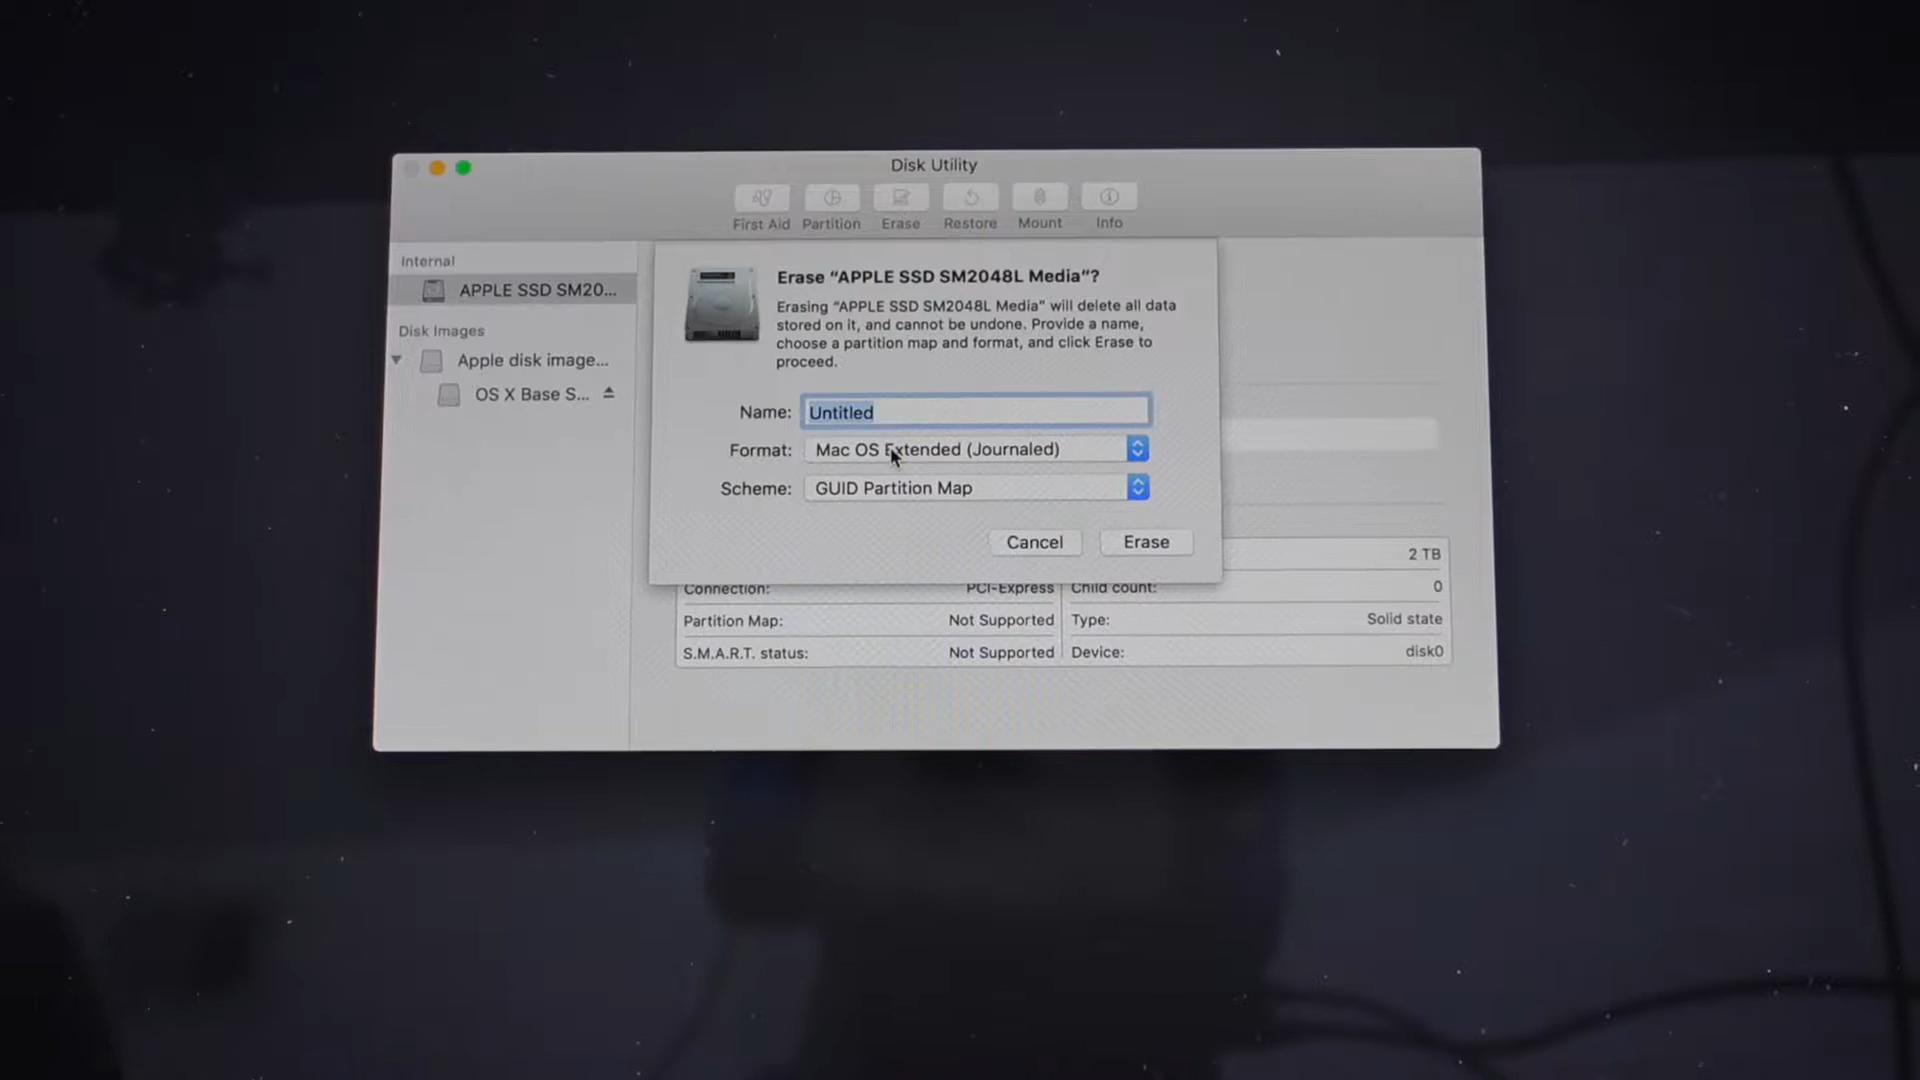 Disk Utility
First Aid
Partition
Erase
Restore
Mount
Info
Internal
APPLE SSD SM20...
Disk Images
Apple disk image...
OS X Base S...
Erase “APPLE SSD SM2048L Media”?
Erasing “APPLE SSD SM2048L Media” will delete all data
stored on it, and cannot be undone. Provide a name,
choose a partition map and format, and click Erase to
proceed.
Name: Untitled
Format: Mac OS Extended (Journaled)
Scheme: GUID Partition Map
Cancel
Erase
2 TB
Connection: PCI-Express
Child count: 0
Partition Map: Not Supported
Type: Solid state
S.M.A.R.T. status: Not Supported
Device: disk0